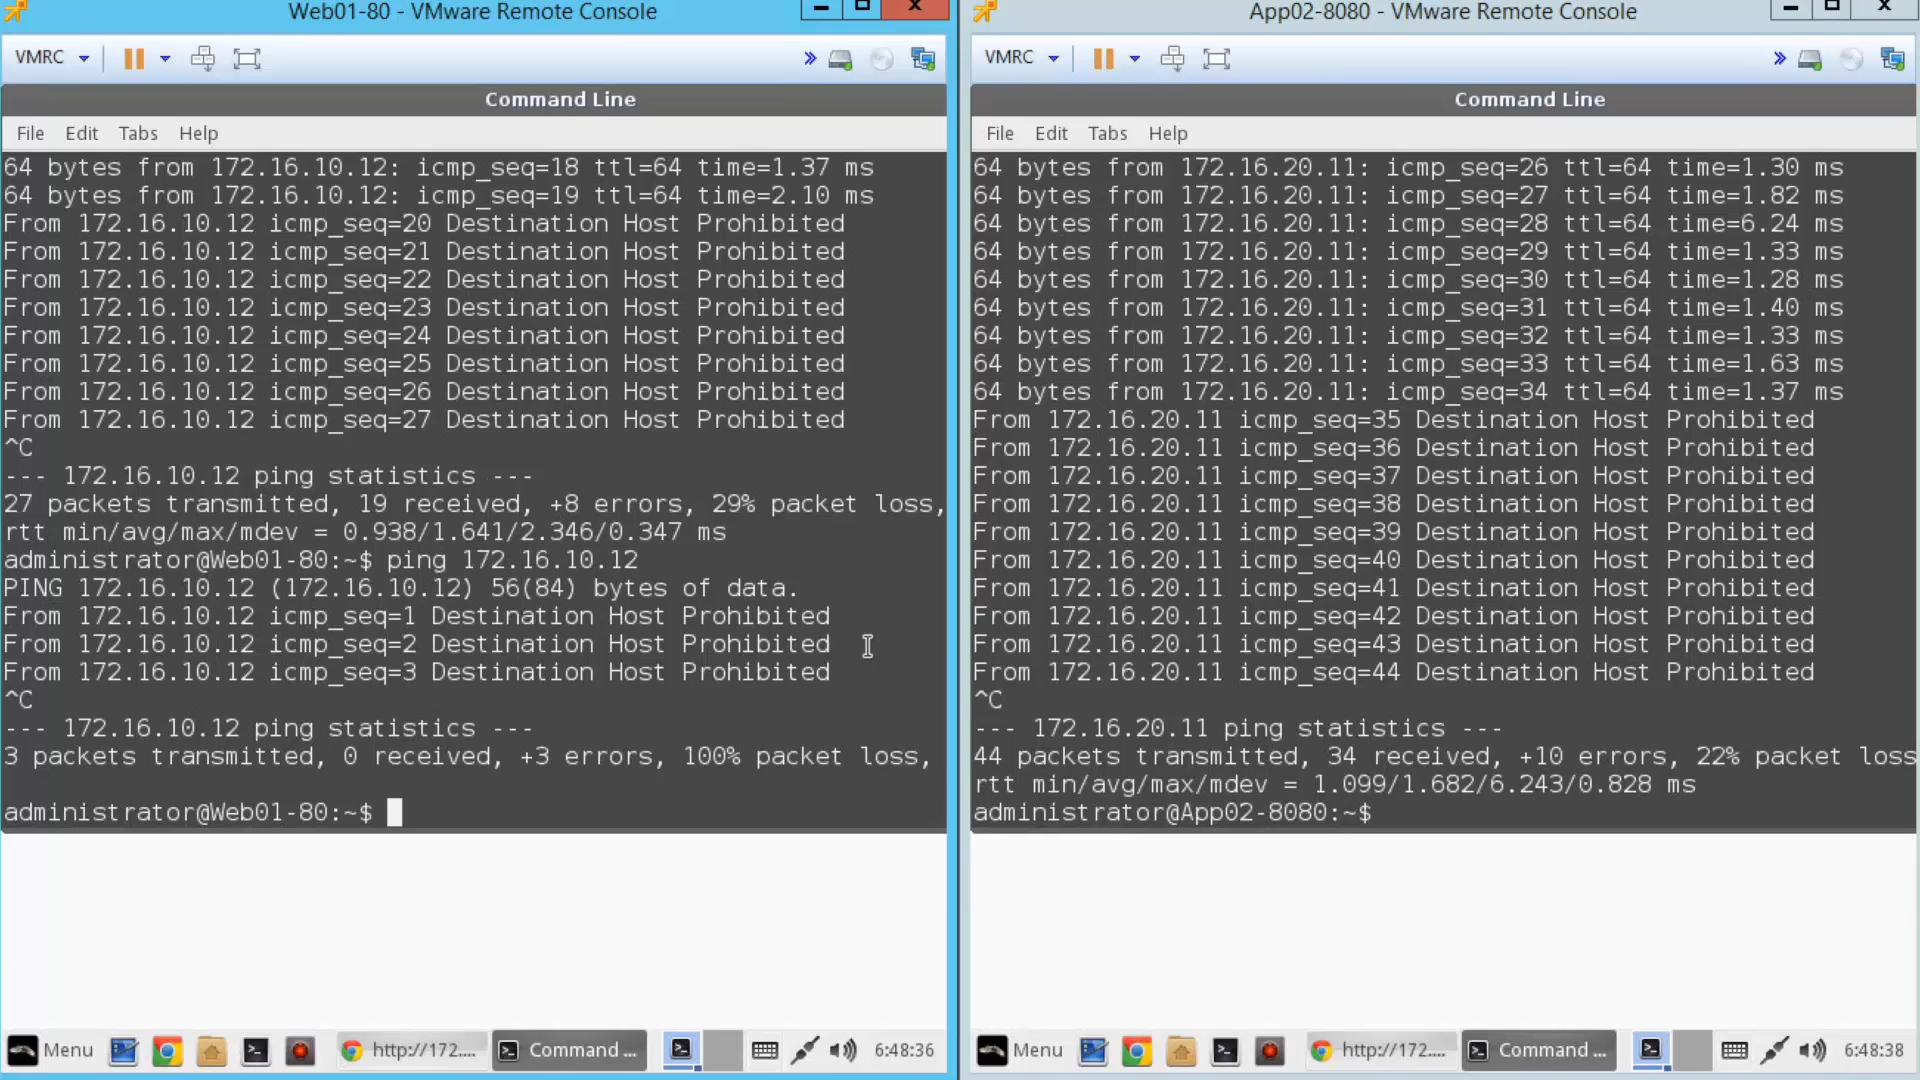 Web01-80 - VMware Remote Console
VMRC
Command Line
File Edit Tabs Help
64 bytes from 172.16.10.12: icmp_seq=18 ttl=64 time=1.37 ms
64 bytes from 172.16.10.12: icmp_seq=19 ttl=64 time=2.10 ms
From 172.16.10.12 icmp_seq=20 Destination Host Prohibited
From 172.16.10.12 icmp_seq=21 Destination Host Prohibited
From 172.16.10.12 icmp_seq=22 Destination Host Prohibited
From 172.16.10.12 icmp_seq=23 Destination Host Prohibited
From 172.16.10.12 icmp_seq=24 Destination Host Prohibited
From 172.16.10.12 icmp_seq=25 Destination Host Prohibited
From 172.16.10.12 icmp_seq=26 Destination Host Prohibited
From 172.16.10.12 icmp_seq=27 Destination Host Prohibited
^C
--- 172.16.10.12 ping statistics ---
27 packets transmitted, 19 received, +8 errors, 29% packet loss,
rtt min/avg/max/mdev = 0.938/1.641/2.346/0.347 ms
administrator@Web01-80:~$ ping 172.16.10.12
PING 172.16.10.12 (172.16.10.12) 56(84) bytes of data.
From 172.16.10.12 icmp_seq=1 Destination Host Prohibited
From 172.16.10.12 icmp_seq=2 Destination Host Prohibited
From 172.16.10.12 icmp_seq=3 Destination Host Prohibited
^C
--- 172.16.10.12 ping statistics ---
3 packets transmitted, 0 received, +3 errors, 100% packet loss,
administrator@Web01-80:~$
Menu http://172.... Command ... 6:48:36
App02-8080 - VMware Remote Console
VMRC
Command Line
File Edit Tabs Help
64 bytes from 172.16.20.11: icmp_seq=26 ttl=64 time=1.30 ms
64 bytes from 172.16.20.11: icmp_seq=27 ttl=64 time=1.82 ms
64 bytes from 172.16.20.11: icmp_seq=28 ttl=64 time=6.24 ms
64 bytes from 172.16.20.11: icmp_seq=29 ttl=64 time=1.33 ms
64 bytes from 172.16.20.11: icmp_seq=30 ttl=64 time=1.28 ms
64 bytes from 172.16.20.11: icmp_seq=31 ttl=64 time=1.40 ms
64 bytes from 172.16.20.11: icmp_seq=32 ttl=64 time=1.33 ms
64 bytes from 172.16.20.11: icmp_seq=33 ttl=64 time=1.63 ms
64 bytes from 172.16.20.11: icmp_seq=34 ttl=64 time=1.37 ms
From 172.16.20.11 icmp_seq=35 Destination Host Prohibited
From 172.16.20.11 icmp_seq=36 Destination Host Prohibited
From 172.16.20.11 icmp_seq=37 Destination Host Prohibited
From 172.16.20.11 icmp_seq=38 Destination Host Prohibited
From 172.16.20.11 icmp_seq=39 Destination Host Prohibited
From 172.16.20.11 icmp_seq=40 Destination Host Prohibited
From 172.16.20.11 icmp_seq=41 Destination Host Prohibited
From 172.16.20.11 icmp_seq=42 Destination Host Prohibited
From 172.16.20.11 icmp_seq=43 Destination Host Prohibited
From 172.16.20.11 icmp_seq=44 Destination Host Prohibited
^C
--- 172.16.20.11 ping statistics ---
44 packets transmitted, 34 received, +10 errors, 22% packet loss
rtt min/avg/max/mdev = 1.099/1.682/6.243/0.828 ms
administrator@App02-8080:~$
Menu http://172.... Command ... 6:48:38